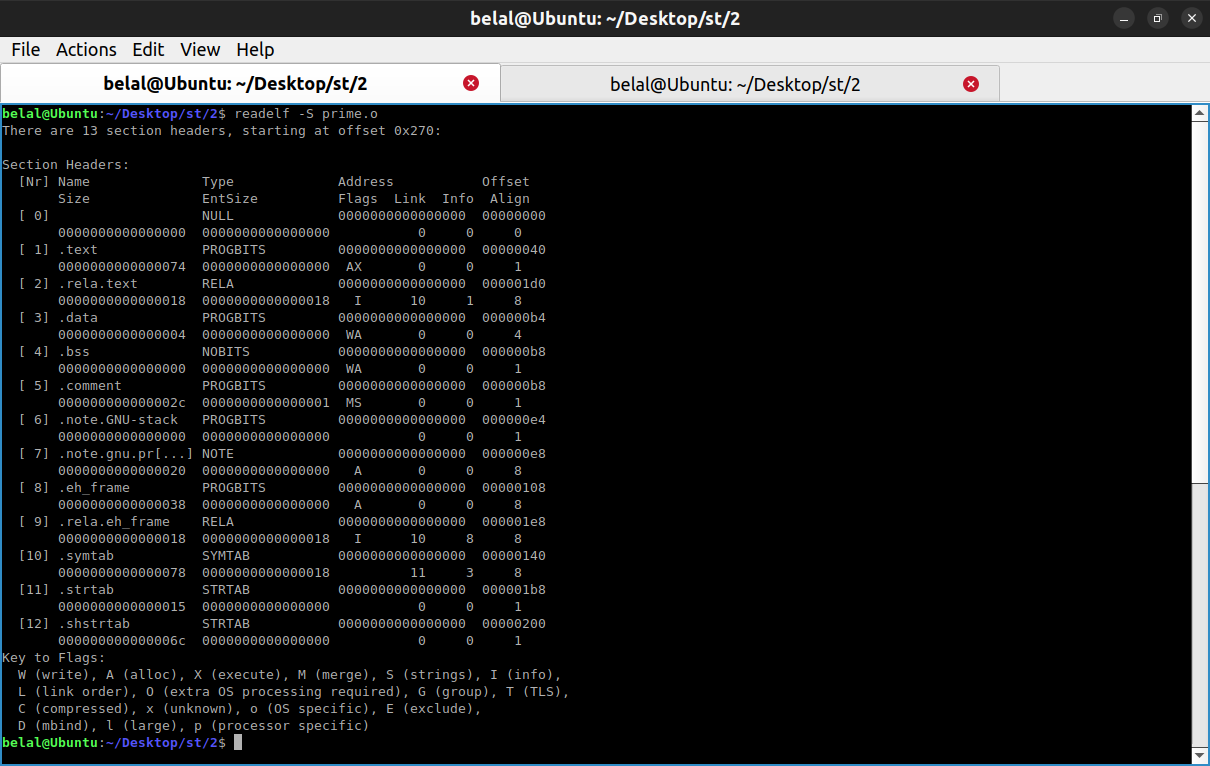 belal@Ubuntu: ~/Desktop/st/2
File Actions Edit View Help
belal@Ubuntu: ~/Desktop/st/2 belal@Ubuntu: ~/Desktop/st/2
belal@Ubuntu:~/Desktop/st/2$ readelf -S prime.o
There are 13 section headers, starting at offset 0x270:
Section Headers:
  [Nr] Name              Type             Address           Offset
       Size              EntSize          Flags  Link  Info  Align
  [ 0]                   NULL             0000000000000000  00000000
       0000000000000000  0000000000000000           0     0     0
  [ 1] .text             PROGBITS         0000000000000000  00000040
       0000000000000074  0000000000000000  AX       0     0     1
  [ 2] .rela.text        RELA             0000000000000000  000001d0
       0000000000000018  0000000000000018   I      10     1     8
  [ 3] .data             PROGBITS         0000000000000000  000000b4
       0000000000000004  0000000000000000  WA       0     0     4
  [ 4] .bss              NOBITS           0000000000000000  000000b8
       0000000000000000  0000000000000000  WA       0     0     1
  [ 5] .comment          PROGBITS         0000000000000000  000000b8
       000000000000002c  0000000000000001  MS       0     0     1
  [ 6] .note.GNU-stack   PROGBITS         0000000000000000  000000e4
       0000000000000000  0000000000000000           0     0     1
  [ 7] .note.gnu.pr[...] NOTE             0000000000000000  000000e8
       0000000000000020  0000000000000000   A       0     0     8
  [ 8] .eh_frame         PROGBITS         0000000000000000  00000108
       0000000000000038  0000000000000000   A       0     0     8
  [ 9] .rela.eh_frame    RELA             0000000000000000  000001e8
       0000000000000018  0000000000000018   I      10     8     8
  [10] .symtab           SYMTAB           0000000000000000  00000140
       0000000000000078  0000000000000018          11     3     8
  [11] .strtab           STRTAB           0000000000000000  000001b8
       0000000000000015  0000000000000000           0     0     1
  [12] .shstrtab         STRTAB           0000000000000000  00000200
       000000000000006c  0000000000000000           0     0     1
Key to Flags:
  W (write), A (alloc), X (execute), M (merge), S (strings), I (info),
  L (link order), O (extra OS processing required), G (group), T (TLS),
  C (compressed), x (unknown), o (OS specific), E (exclude),
  D (mbind), l (large), p (processor specific)
belal@Ubuntu:~/Desktop/st/2$